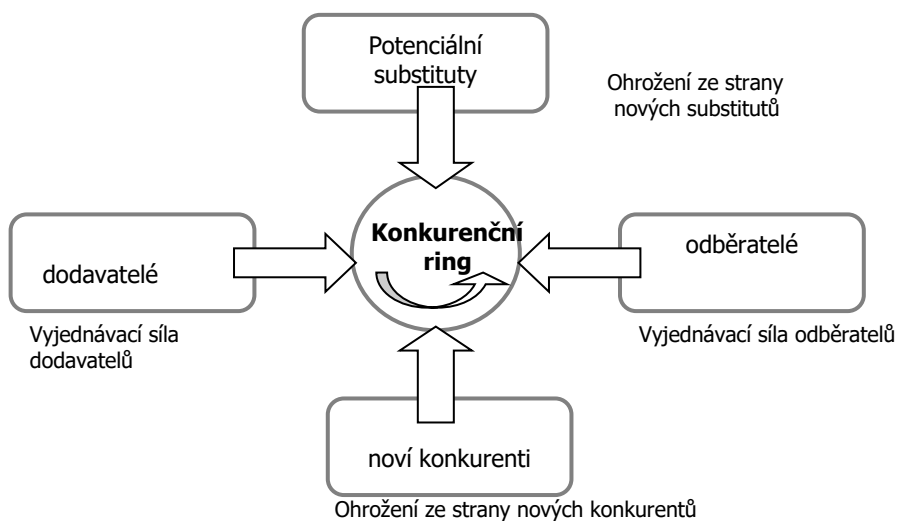 Potenciální
substituty
Ohrožení ze strany
nových substitutů
Konkurenční
ring
dodavatelé
odběratelé
Vyjednávací síla
dodavatelů
Vyjednávací síla odběratelů
noví konkurenti
Ohrožení ze strany nových konkurentů